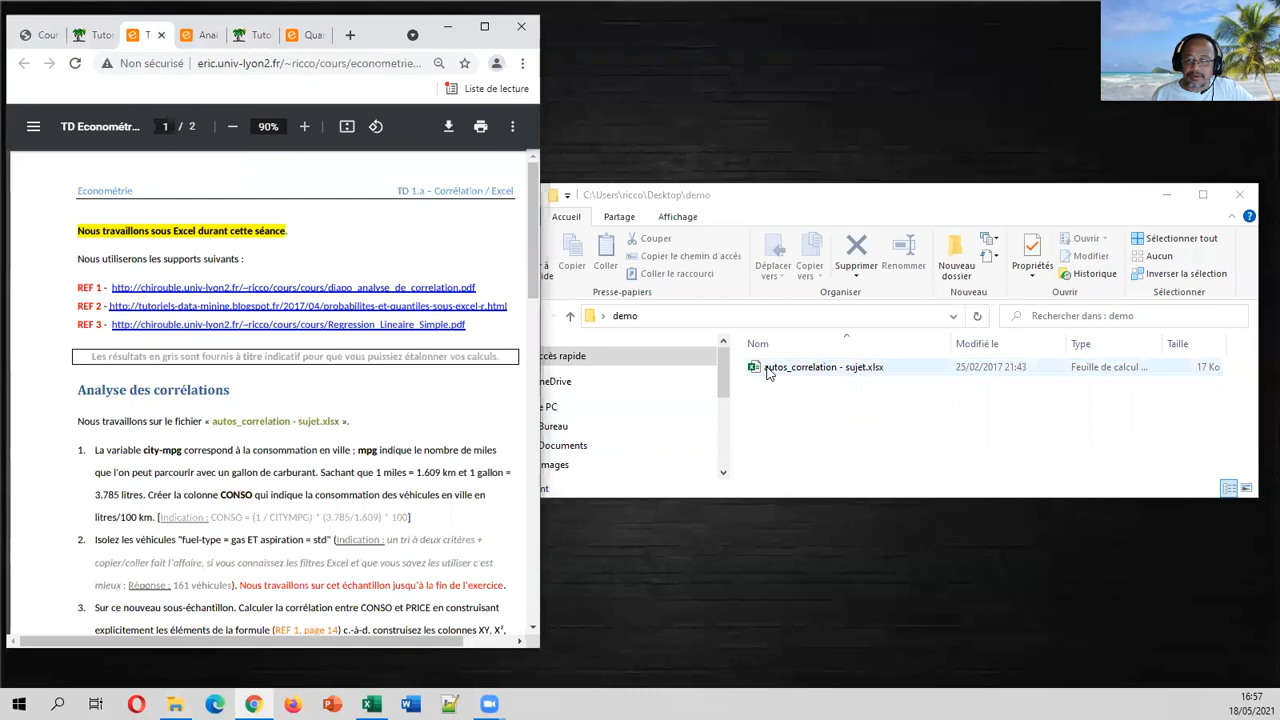 Cour
Tutor
T
Anal
Tuto
Qua
Non sécurisé
eric.univ-lyon2.fr/~ricco/cours/econometrie...
Liste de lecture
TD Econométr...
1 / 2
90%
Econométrie
TD 1.a – Corrélation / Excel
Nous travaillons sous Excel durant cette séance.
Nous utiliserons les supports suivants :
REF 1 - http://chirouble.univ-lyon2.fr/~ricco/cours/cours/diapo_analyse_de_correlation.pdf
REF 2 - http://tutoriels-data-mining.blogspot.fr/2017/04/probabilites-et-quantiles-sous-excel-r.html
REF 3 - http://chirouble.univ-lyon2.fr/~ricco/cours/cours/Regression_Lineaire_Simple.pdf
Les résultats en gris sont fournis à titre indicatif pour que vous puissiez étalonner vos calculs.
Analyse des corrélations
Nous travaillons sur le fichier « autos_correlation - sujet.xlsx ».
1. La variable city-mpg correspond à la consommation en ville ; mpg indique le nombre de miles
que l'on peut parcourir avec un gallon de carburant. Sachant que 1 miles = 1.609 km et 1 gallon =
3.785 litres. Créer la colonne CONSO qui indique la consommation des véhicules en ville en
litres/100 km. [Indication : CONSO = (1 / CITYMPG) * (3.785/1.609) * 100]
2. Isolez les véhicules "fuel-type = gas ET aspiration = std" (Indication : un tri à deux critères +
copier/coller fait l'affaire, si vous connaissez les filtres Excel et que vous savez les utiliser c'est
mieux ; Réponse : 161 véhicules). Nous travaillons sur cet échantillon jusqu'à la fin de l'exercice.
3. Sur ce nouveau sous-échantillon. Calculer la corrélation entre CONSO et PRICE en construisant
explicitement les éléments de la formule (REF 1, page 14) c.-à-d. construisez les colonnes XY, X²,
C:\Users\ricco\Desktop\demo
Accueil
Partage
Affichage
Copier
Coller
Couper
Copier le chemin d'accès
Coller le raccourci
Déplacer
vers
Copier
vers
Supprimer
Renommer
Nouveau
dossier
Propriétés
Ouvrir
Modifier
Historique
Sélectionner tout
Aucun
Inverser la sélection
Presse-papiers
Organiser
Nouveau
Ouvrir
Sélectionner
demo
Rechercher dans : demo
Nom
Modifié le
Type
Taille
ccès rapide
neDrive
e PC
Bureau
Documents
mages
nt
autos_correlation - sujet.xlsx
25/02/2017 21:43
Feuille de calcul ...
17 Ko
16:57
18/05/2021